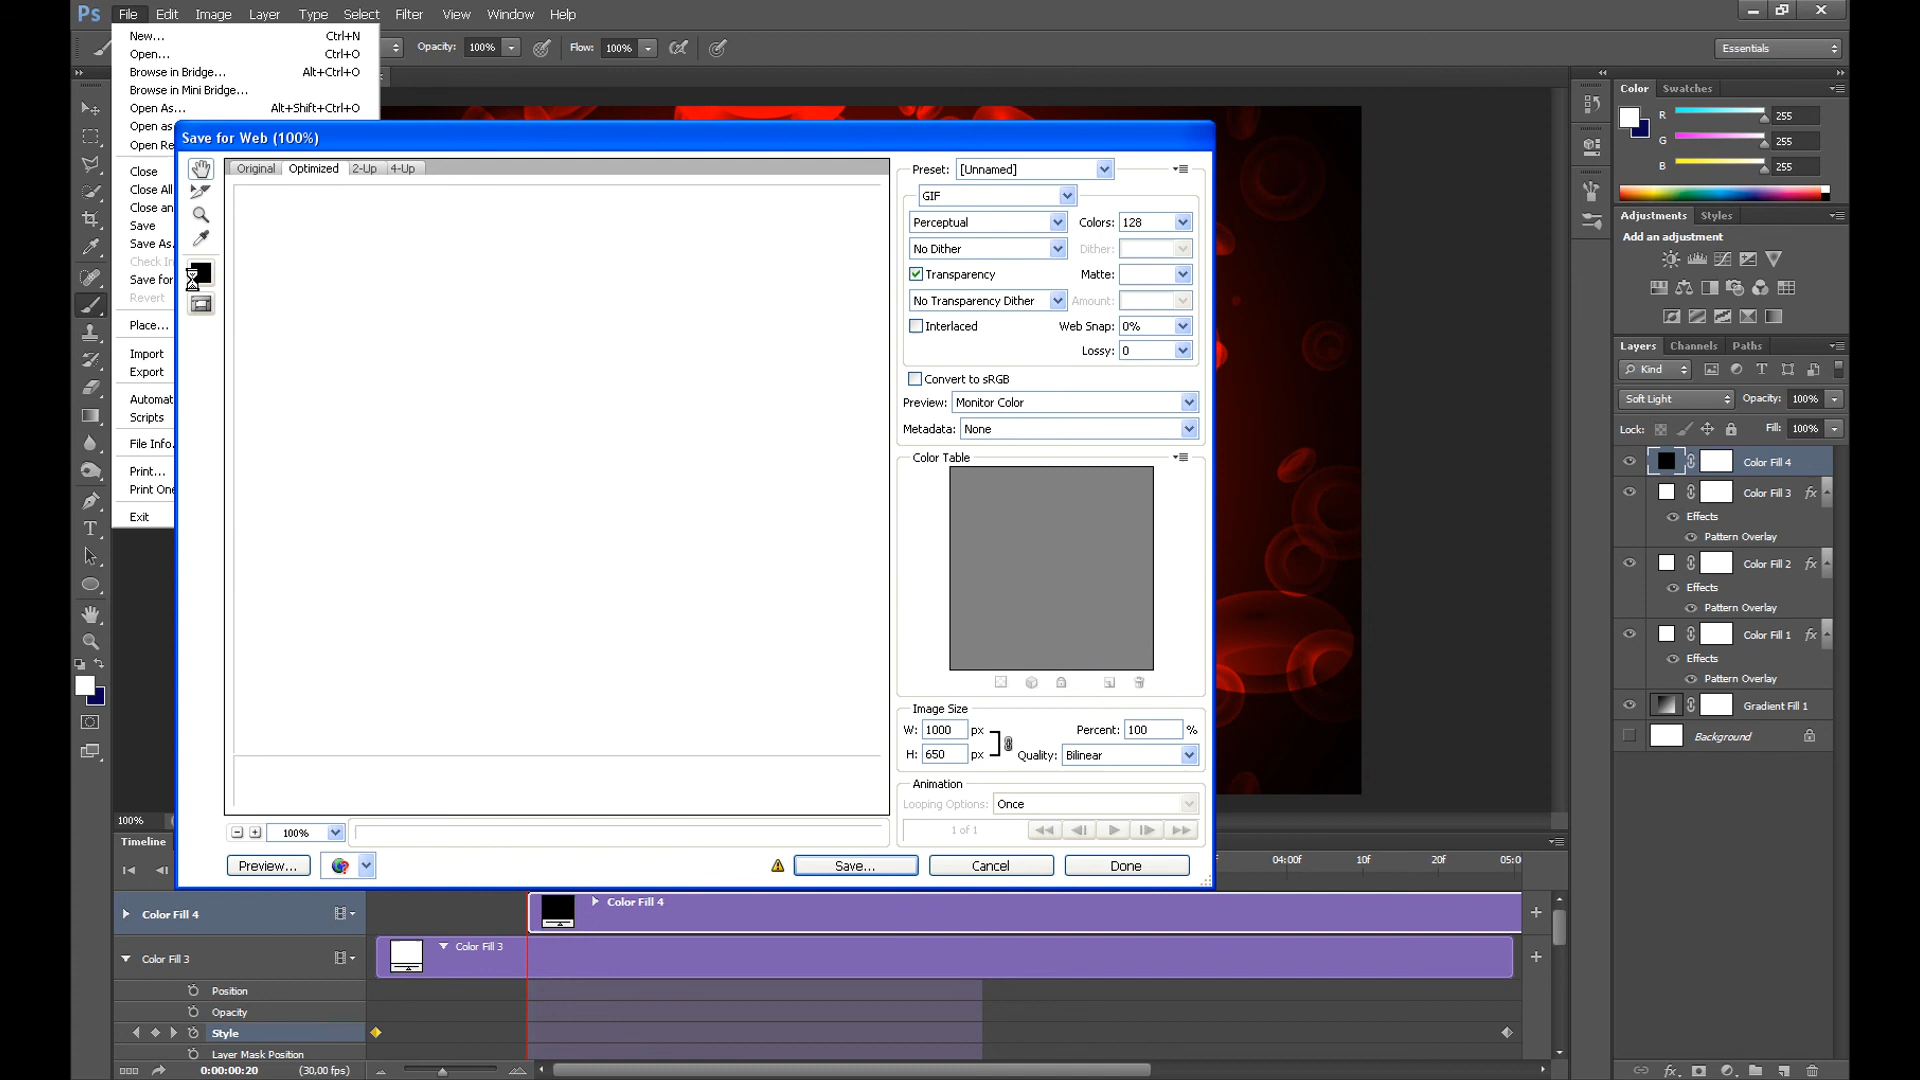 Ps File Edit Image Layer Type Select Filter View Window Help
Opacity: 100% Flow: 100% Essentials
New... Ctrl+N
Open... Ctrl+O
Browse in Bridge... Alt+Ctrl+O
Browse in Mini Bridge...
Open As... Alt+Shift+Ctrl+O
Open as
Open Re
Close
Close All
Close an
Save
Save As.
Check In
Save for
Revert
Place...
Import
Export
Automat
Scripts
File Info.
Print...
Print One
Exit
Save for Web (100%)
Original Optimized 2-Up 4-Up
Preset: [Unnamed]
GIF
Perceptual Colors: 128
No Dither Dither:
Transparency Matte:
No Transparency Dither Amount:
Interlaced Web Snap: 0%
Lossy: 0
Convert to sRGB
Preview: Monitor Color
Metadata: None
Color Table
Image Size
W: 1000 px Percent: 100 %
H: 650 px Quality: Bilinear
Animation
Looping Options: Once
1 of 1
100%
Preview... Save... Cancel Done
Color Swatches
R 255
G 255
B 255
Adjustments Styles
Add an adjustment
Layers Channels Paths
Kind
Soft Light Opacity: 100%
Lock: Fill: 100%
Color Fill 4
Color Fill 3 fx
Effects
Pattern Overlay
Color Fill 2 fx
Effects
Pattern Overlay
Color Fill 1 fx
Effects
Pattern Overlay
Gradient Fill 1
Background
100%
Timeline
04:00f 10f 20f 05:0
Color Fill 4 Color Fill 4
Color Fill 3 Color Fill 3
Position
Opacity
Style
Layer Mask Position
0:00:00:20 (30,00 fps)
fx